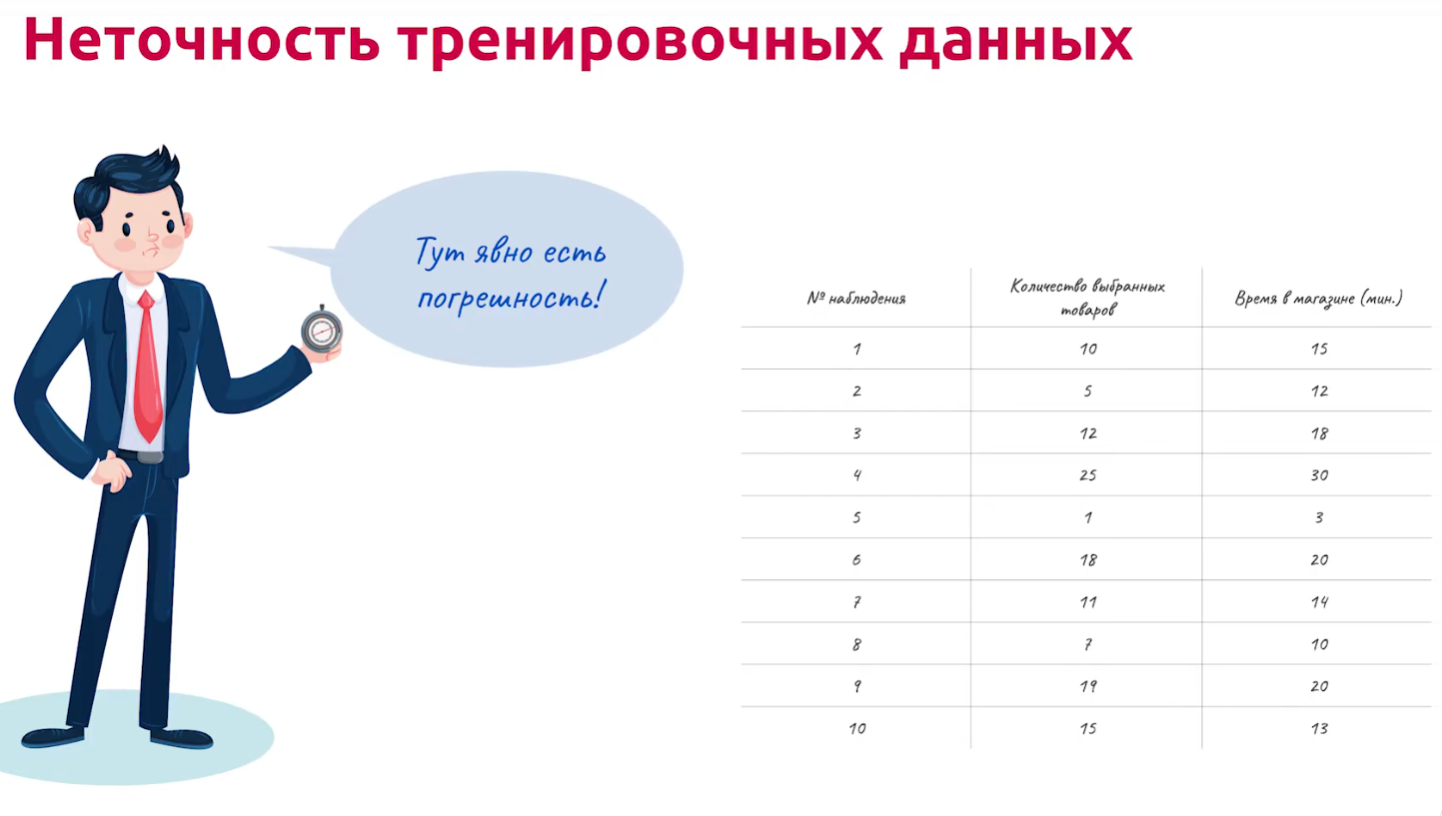 Неточность тренировочных данных
Тут явно есть
погрешность!
№ наблюдения
Количество выбранных
товаров
Время в магазине (мин.)
1 10 15
2 5 12
3 12 18
4 25 30
5 1 3
6 18 20
7 11 14
8 7 10
9 19 20
10 15 13